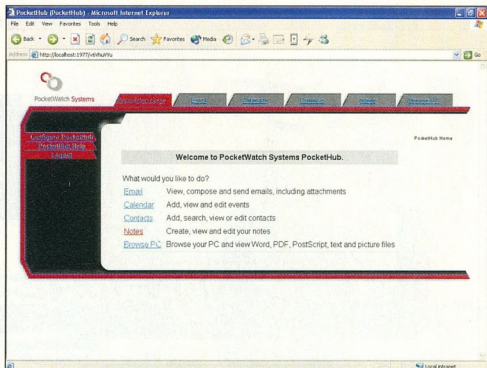 PocketHub (PocketHub) - Microsoft Internet Explorer
File Edit View Favorites Tools Help
Back Search Favorites Media
Address http://localhost:1977/v6VhuVYu Go
PocketWatch Systems
Configure PocketHub
PocketHub Help
Logout
PocketHub Home
Welcome to PocketWatch Systems PocketHub.
What would you like to do?
Email View, compose and send emails, including attachments
Calendar Add, view and edit events
Contacts Add, search, view or edit contacts
Notes Create, view and edit your notes
Browse PC Browse your PC and view Word, PDF, PostScript, text and picture files
Local intranet